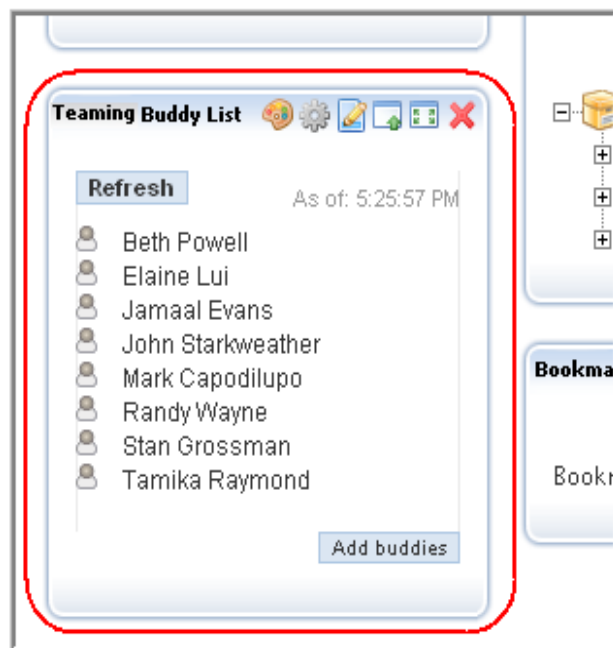 Teaming Buddy List
Refresh
As of: 5:25:57 PM
Beth Powell
Elaine Lui
Jamaal Evans
John Starkweather
Mark Capodilupo
Randy Wayne
Stan Grossman
Tamika Raymond
Add buddies
Bookma
Bookr